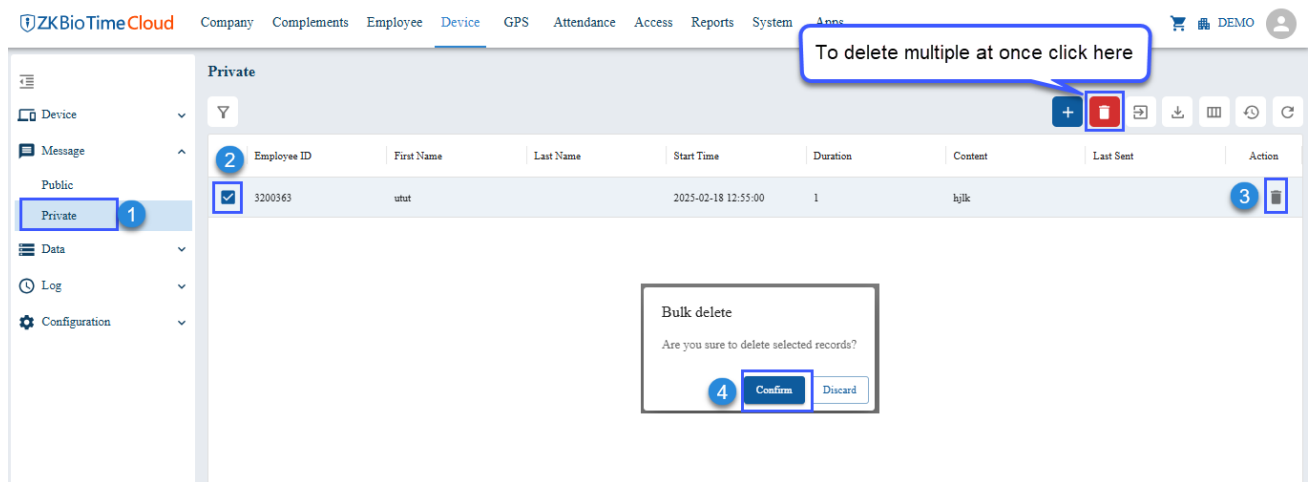 ZKBioTime Cloud Company Complements Employee Device GPS Attendance Access Reports System Apps DEMO
To delete multiple at once click here
Private
Device
Message
Public
Private 1
Data
Log
Configuration
2 Employee ID First Name Last Name Start Time Duration Content Last Sent Action
3200363 utut 2025-02-18 12:55:00 1 hjlk 3
Bulk delete
Are you sure to delete selected records?
4 Confirm Discard